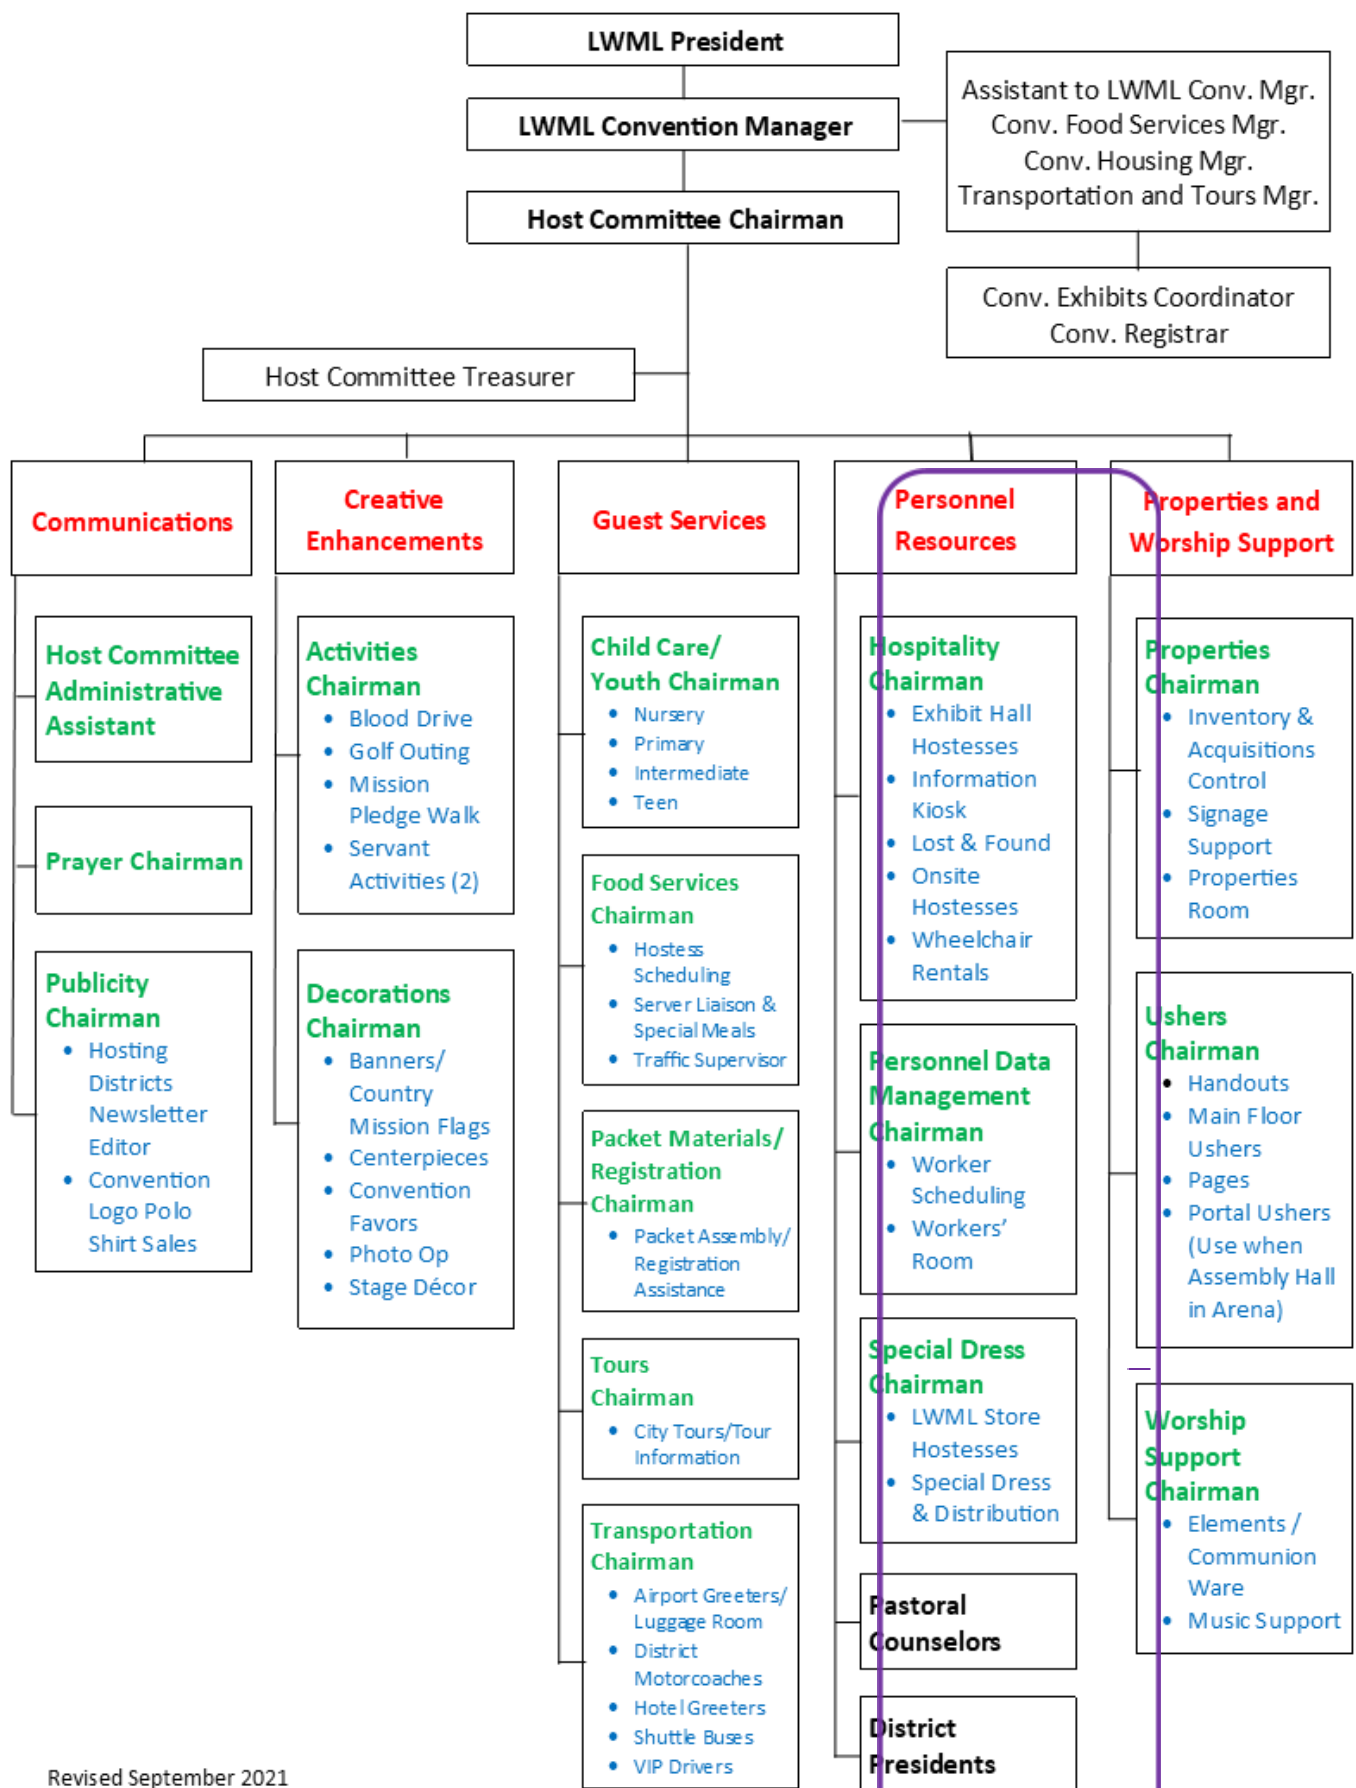 LWML President
LWML Convention Manager
Host Committee Chairman
Assistant to LWML Conv. Mgr.
Conv. Food Services Mgr.
Conv. Housing Mgr.
Transportation and Tours Mgr.
Conv. Exhibits Coordinator
Conv. Registrar
Host Committee Treasurer
Communications
Host Committee
Administrative
Assistant
Prayer Chairman
Publicity
Chairman
• Hosting
Districts
Newsletter
Editor
• Convention
Logo Polo
Shirt Sales
Creative
Enhancements
Activities
Chairman
• Blood Drive
• Golf Outing
• Mission
Pledge Walk
• Servant
Activities (2)
Decorations
Chairman
• Banners/
Country
Mission Flags
• Centerpieces
• Convention
Favors
• Photo Op
• Stage Décor
Guest Services
Child Care/
Youth Chairman
• Nursery
• Primary
• Intermediate
• Teen
Food Services
Chairman
• Hostess
Scheduling
• Server Liaison &
Special Meals
• Traffic Supervisor
Packet Materials/
Registration
Chairman
• Packet Assembly/
Registration
Assistance
Tours
Chairman
• City Tours/Tour
Information
Transportation
Chairman
• Airport Greeters/
Luggage Room
• District
Motorcoaches
• Hotel Greeters
• Shuttle Buses
• VIP Drivers
Personnel
Resources
Hospitality
Chairman
• Exhibit Hall
Hostesses
• Information
Kiosk
• Lost & Found
• Onsite
Hostesses
• Wheelchair
Rentals
Personnel Data
Management
Chairman
• Worker
Scheduling
• Workers’
Room
Special Dress
Chairman
• LWML Store
Hostesses
• Special Dress
& Distribution
Pastoral
Counselors
District
Presidents
Properties and
Worship Support
Properties
Chairman
• Inventory &
Acquisitions
Control
• Signage
Support
• Properties
Room
Ushers
Chairman
• Handouts
• Main Floor
Ushers
• Pages
• Portal Ushers
(Use when
Assembly Hall
in Arena)
Worship
Support
Chairman
• Elements /
Communion
Ware
• Music Support
Revised September 2021